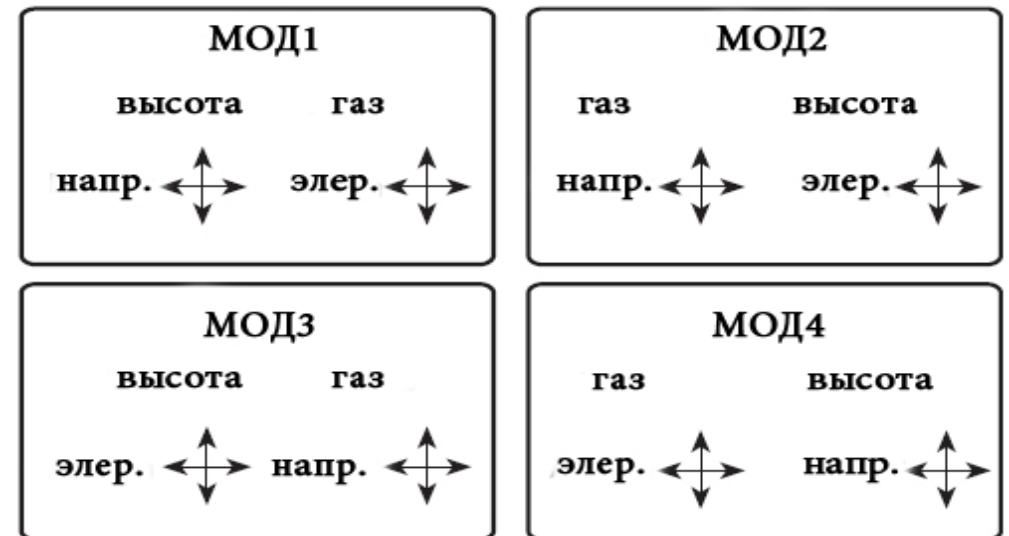 МОД1
высота газ
напр. элер.
МОД2
газ высота
напр. элер.
МОД3
высота газ
элер. напр.
МОД4
газ высота
элер. напр.